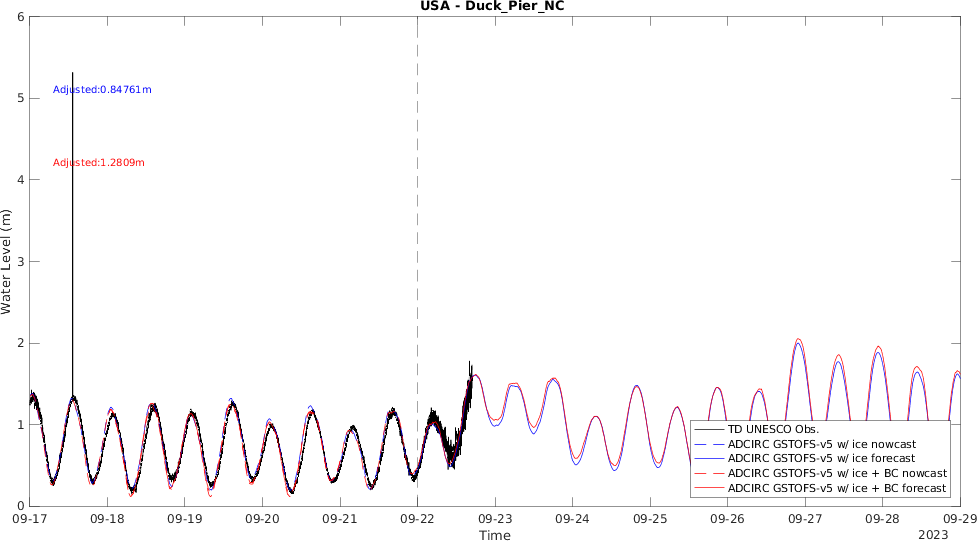 USA - Duck_Pier_NC
6
5
4
3
2
1
0
Water Level (m)
Adjusted:0.84761m
Adjusted:1.2809m
TD UNESCO Obs.
ADCIRC GSTOFS-v5 w/ ice nowcast
ADCIRC GSTOFS-v5 w/ ice forecast
ADCIRC GSTOFS-v5 w/ ice + BC nowcast
ADCIRC GSTOFS-v5 w/ ice + BC forecast
09-17 09-18 09-19 09-20 09-21 09-22 09-23 09-24 09-25 09-26 09-27 09-28 09-29
Time
2023